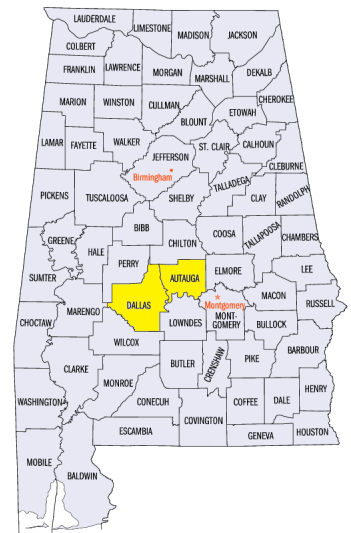 LAUDERDALE
LIMESTONE
MADISON
JACKSON
COLBERT
FRANKLIN
LAWRENCE
MORGAN
MARSHALL
DEKALB
MARION
WINSTON
CULLMAN
BLOUNT
ETOWAH
CHEROKEE
LAMAR
FAYETTE
WALKER
JEFFERSON
Birmingham
ST. CLAIR
CALHOUN
CLEBURNE
PICKENS
TUSCALOOSA
SHELBY
TALLADEGA
CLAY
RANDOLPH
GREENE
HALE
BIBB
CHILTON
COOSA
TALLAPOOSA
CHAMBERS
SUMTER
PERRY
AUTAUGA
ELMORE
LEE
CHOCTAW
MARENGO
DALLAS
LOWNDES
Montgomery
MONT-
GOMERY
MACON
RUSSELL
BULLOCK
WILCOX
CLARKE
BUTLER
CRENSHAW
PIKE
BARBOUR
WASHINGTON
MONROE
CONECUH
COVINGTON
COFFEE
DALE
HENRY
ESCAMBIA
GENEVA
HOUSTON
MOBILE
BALDWIN